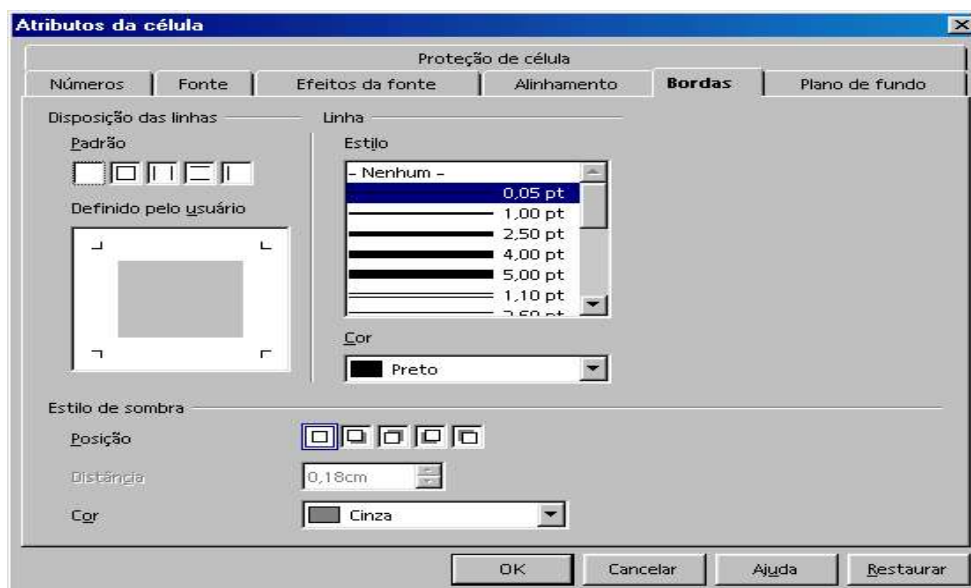 Atributos da célula
Proteção de célula
Números Fonte Efeitos da fonte Alinhamento Bordas Plano de fundo
Disposição das linhas
Padrão
Definido pelo usuário
Linha
Estilo
- Nenhum -
0,05 pt
1,00 pt
2,50 pt
4,00 pt
5,00 pt
1,10 pt
Cor
Preto
Estilo de sombra
Posição
Distância 0,18cm
Cor Cinza
OK Cancelar Ajuda Restaurar